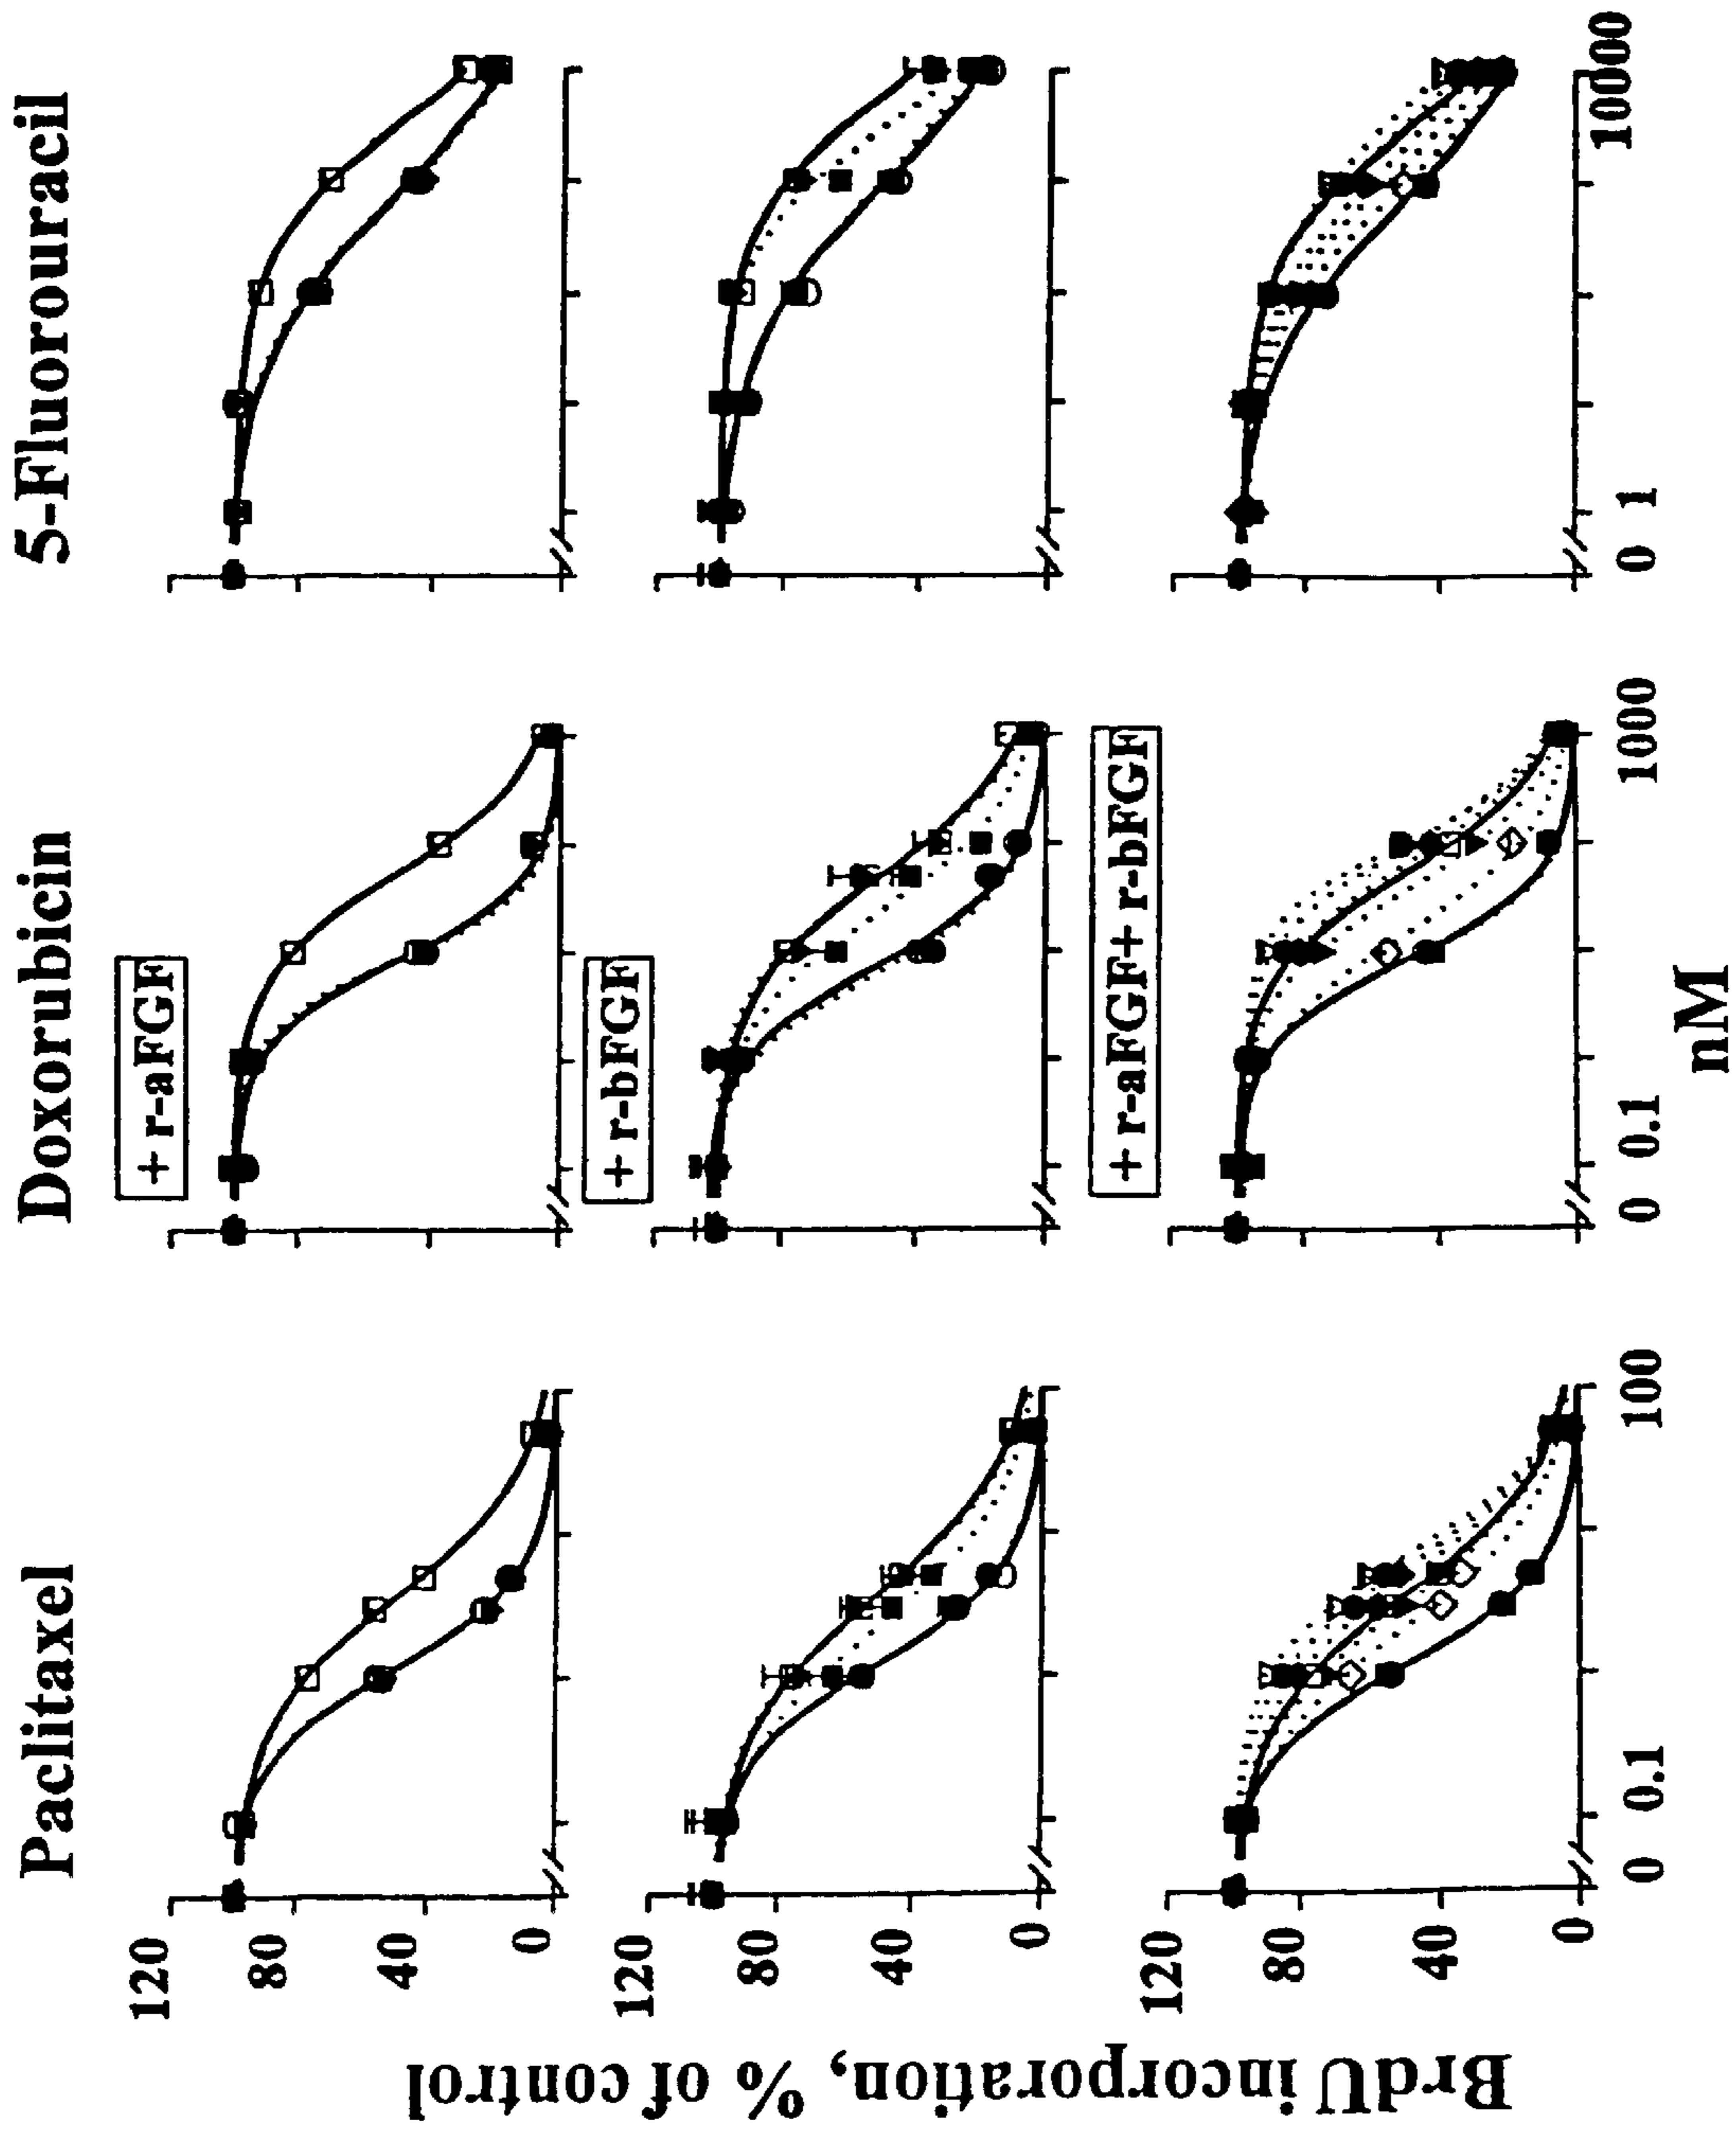 Paclitaxel
Doxorubicin
5-Fluorouracil
+ r-aFGF
+ r-bFGF
+ r-aFGF+ r-bFGF
BrdU incorporation, % of control
120
80
40
0
120
80
40
0
120
80
40
0
0 0.1 100
0 0.1 1000
0 1 10000
nM